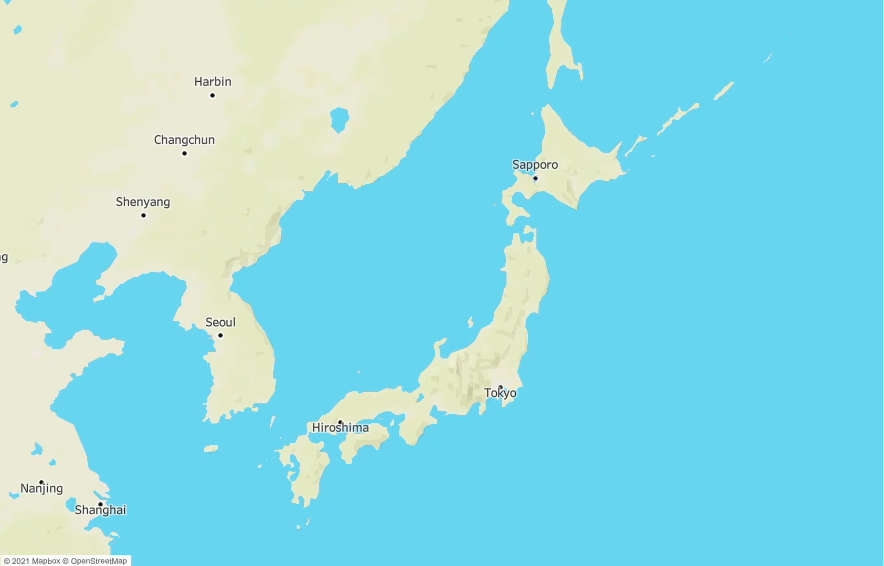 Harbin
Changchun
Sapporo
Shenyang
g
Seoul
Tokyo
Hiroshima
Nanjing
Shanghai
© 2021 Mapbox © OpenStreetMap